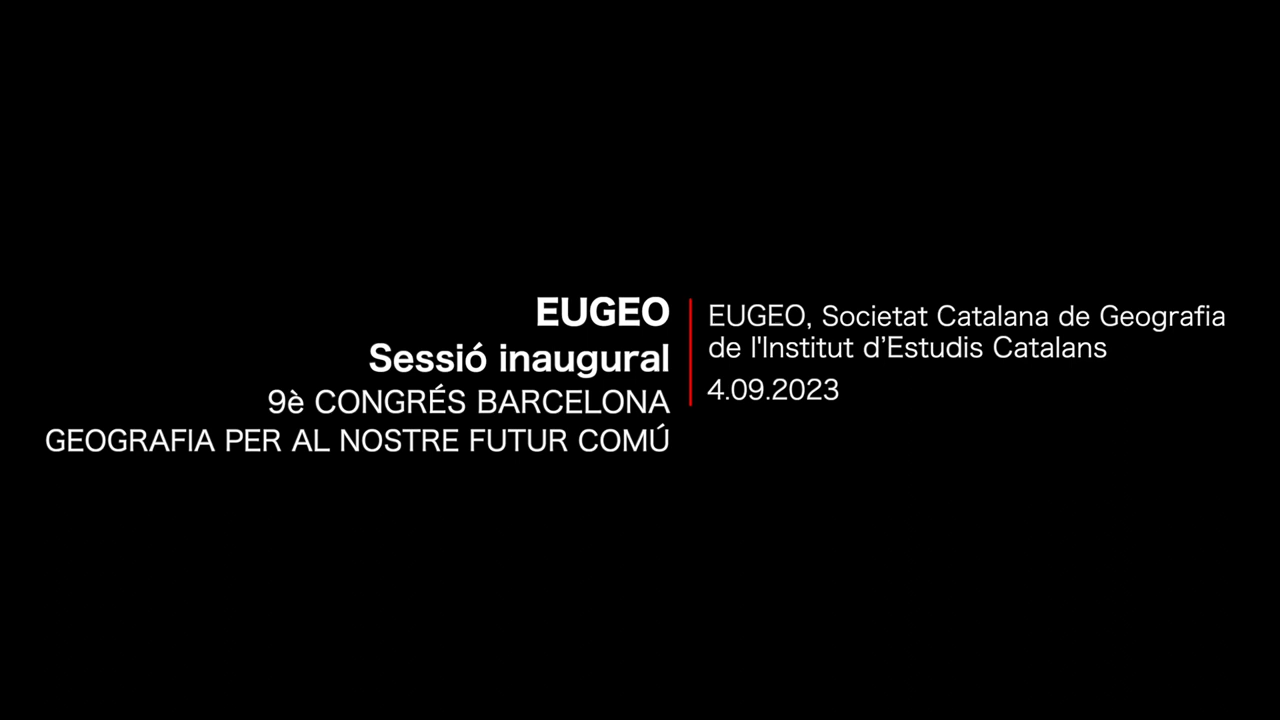 EUGEO
Sessió inaugural
9è CONGRÉS BARCELONA
GEOGRAFIA PER AL NOSTRE FUTUR COMÚ
EUGEO, Societat Catalana de Geografia
de l'Institut d’Estudis Catalans
4.09.2023